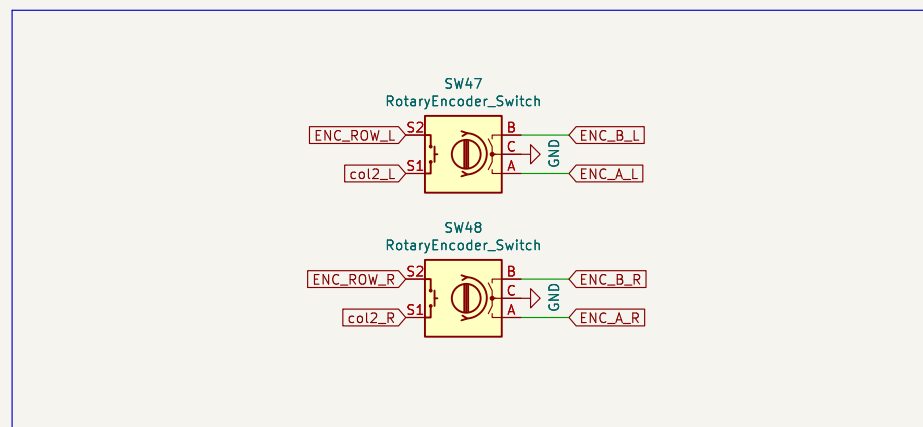 SW47
RotaryEncoder_Switch
ENC_ROW_L
S2
B
ENC_B_L
C
GND
col2_L
S1
A
ENC_A_L
SW48
RotaryEncoder_Switch
ENC_ROW_R
S2
B
ENC_B_R
C
GND
col2_R
S1
A
ENC_A_R